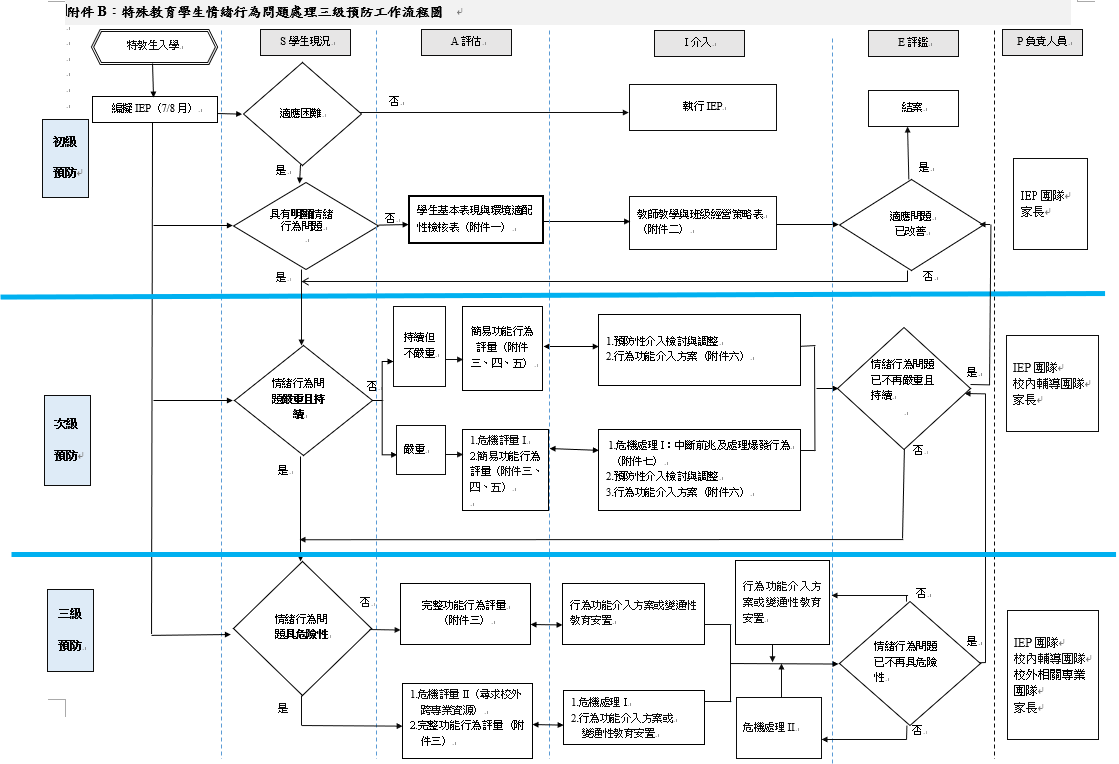 附件 B：特殊教育學生情緒行為問題處理三級預防工作流程圖
特教生入學
S 學生現況
A 評估
I 介入
E 評鑑
P 負責人員
編擬 IEP（7/8 月）
適應困難
否
執行 IEP
結案
初級
預防
是
是
具有明顯情緒
行為問題
否
學生基本表現與環境適配
性檢核表（附件一）
教師教學與班級經營策略表
（附件二）
適應問題
已改善
IEP 團隊
家長
是
否
持續但
不嚴重
簡易功能行為
評量（附件
三、四、五）
1.預防性介入檢討與調整
2.行為功能介入方案（附件六）
情緒行為問
題嚴重且持
續
否
情緒行為問題
已不再嚴重且
持續
是
IEP 團隊
校內輔導團隊
家長
次級
預防
嚴重
1.危機評量 I
2.簡易功能行為
評量（附件三、
四、五）
1.危機處理 I：中斷前兆及處理爆發行為
（附件七）
2.預防性介入檢討與調整
3.行為功能介入方案（附件六）
是
否
三級
預防
情緒行為問
題具危險性
否
完整功能行為評量
（附件三）
行為功能介入方案或變通性
教育安置
行為功能介入方
案或變通性教育
安置
否
情緒行為問題
已不再具危險
性
是
IEP 團隊
校內輔導團隊
校外相關專業
團隊
家長
是
1.危機評量 II（尋求校外
跨專業資源）
2.完整功能行為評量（附
件三）
1.危機處理 I
2.行為功能介入方案或
變通性教育安置
危機處理 II
否